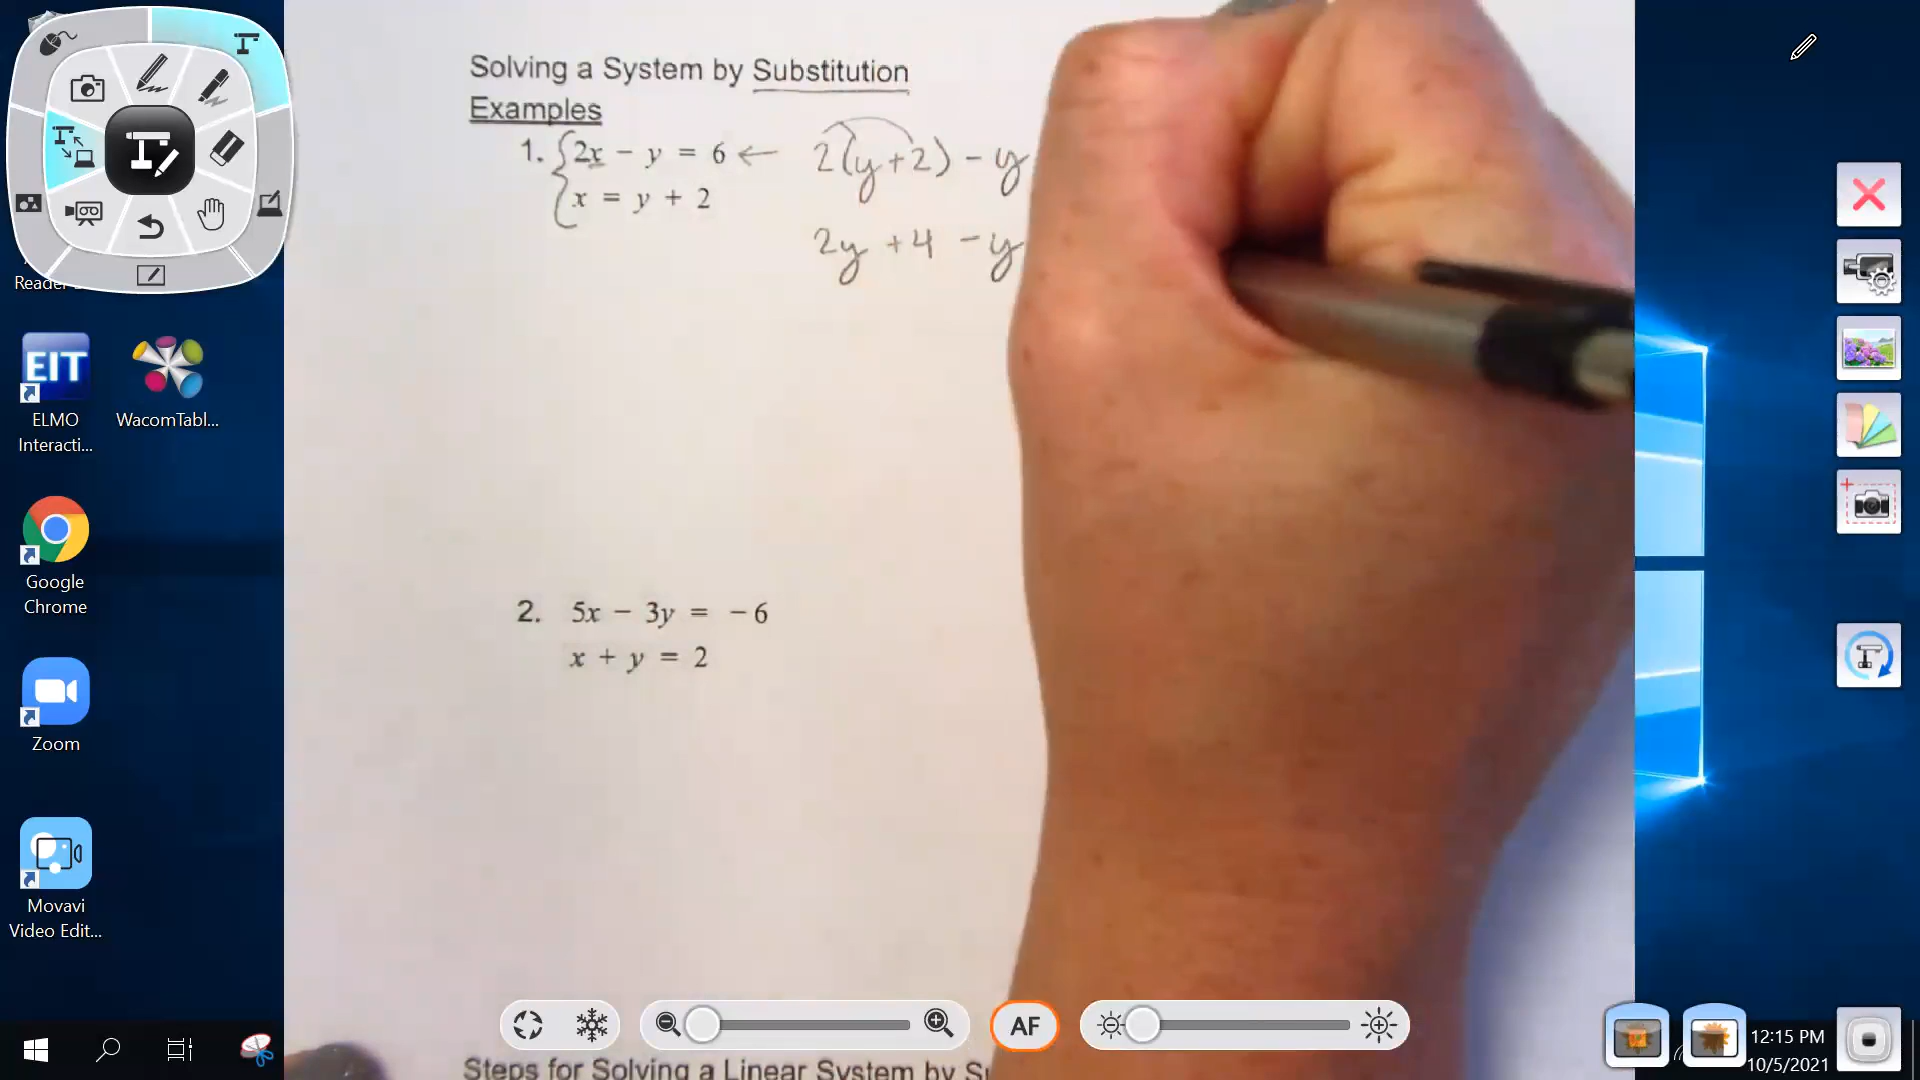 Solving a System by Substitution
Examples
1. 2x − y = 6 ← 2(y+2) − y
x = y + 2
2y + 4 − y
2. 5x − 3y = −6
x + y = 2
Steps for Solving a Linear System by
Reader
EIT
ELMO
Interacti...
WacomTabl...
Google
Chrome
Zoom
Movavi
Video Edit...
AF
12:15 PM
10/5/2021